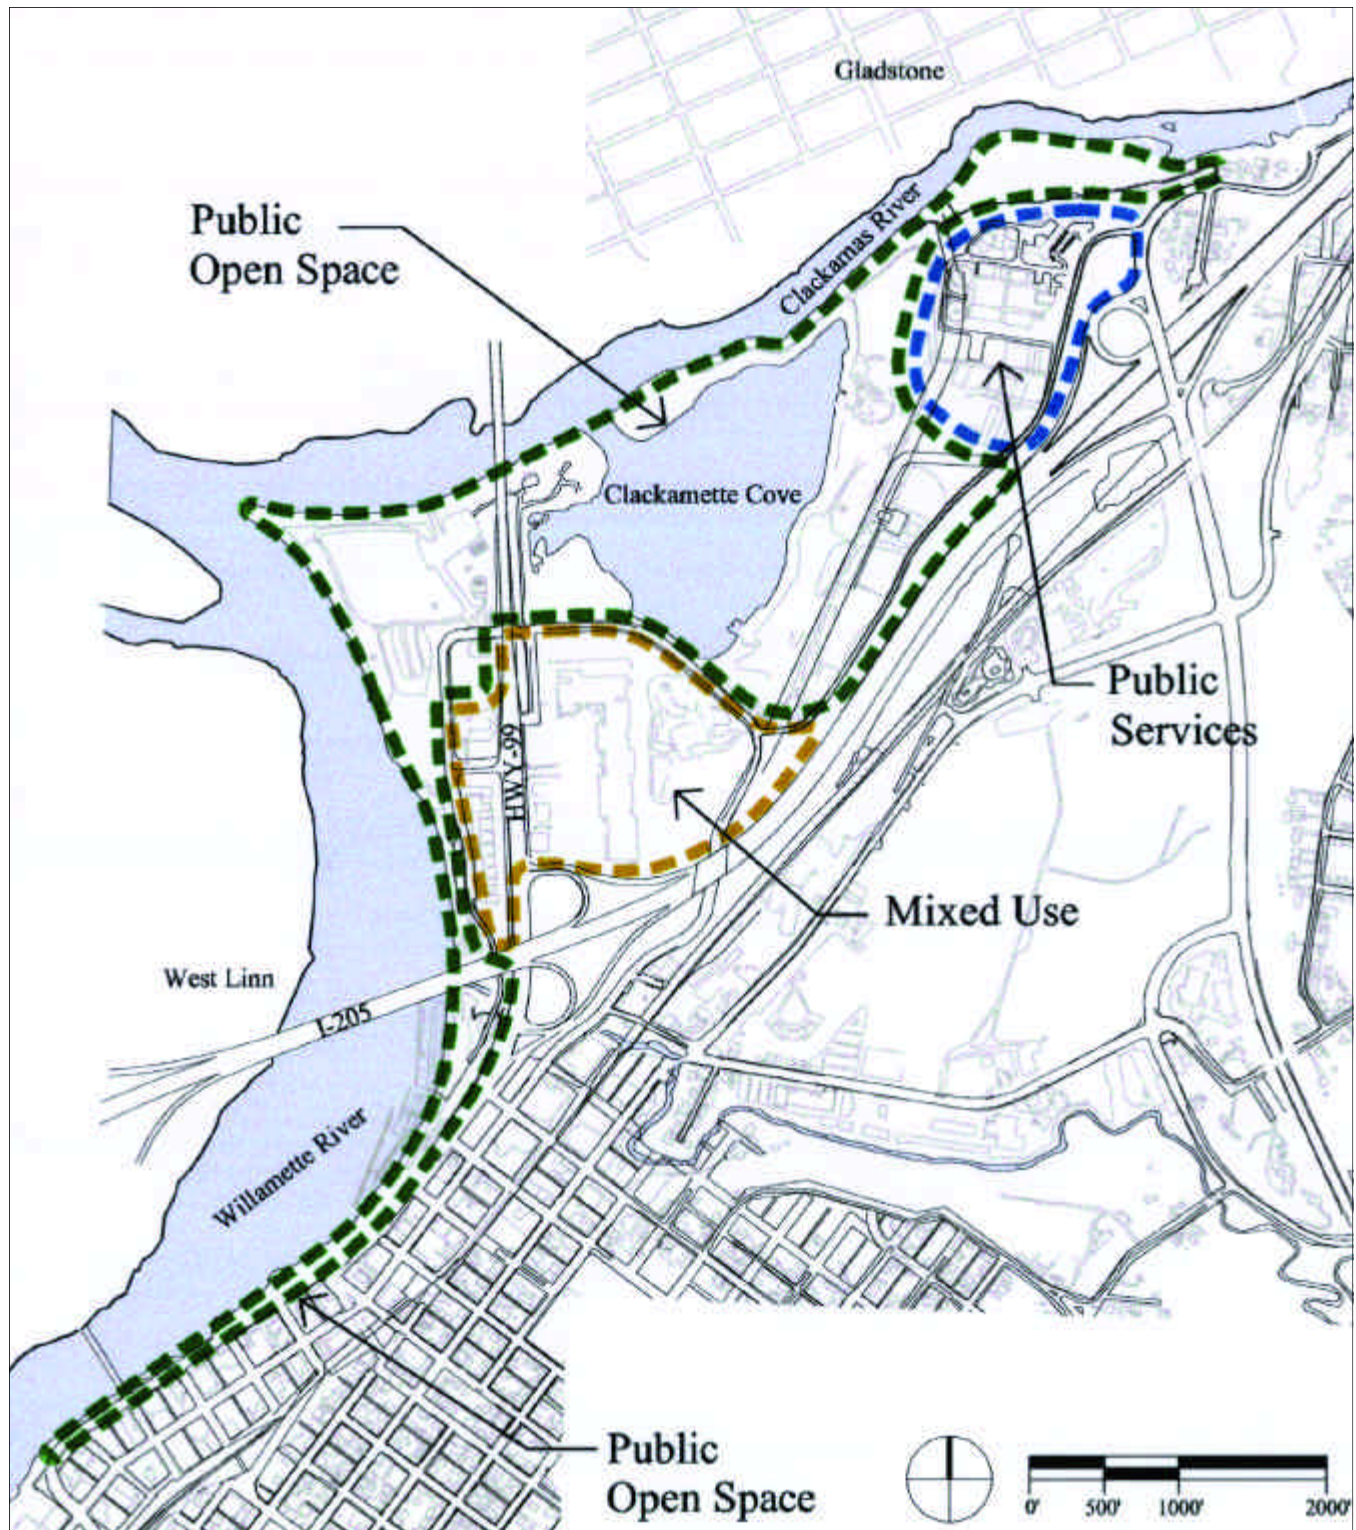 Gladstone
Public
Open Space
Clackamas River
Clackamette Cove
Public
Services
HWY-99
Mixed Use
West Linn
I-205
Willamette River
Public
Open Space
0' 500' 1000' 2000'